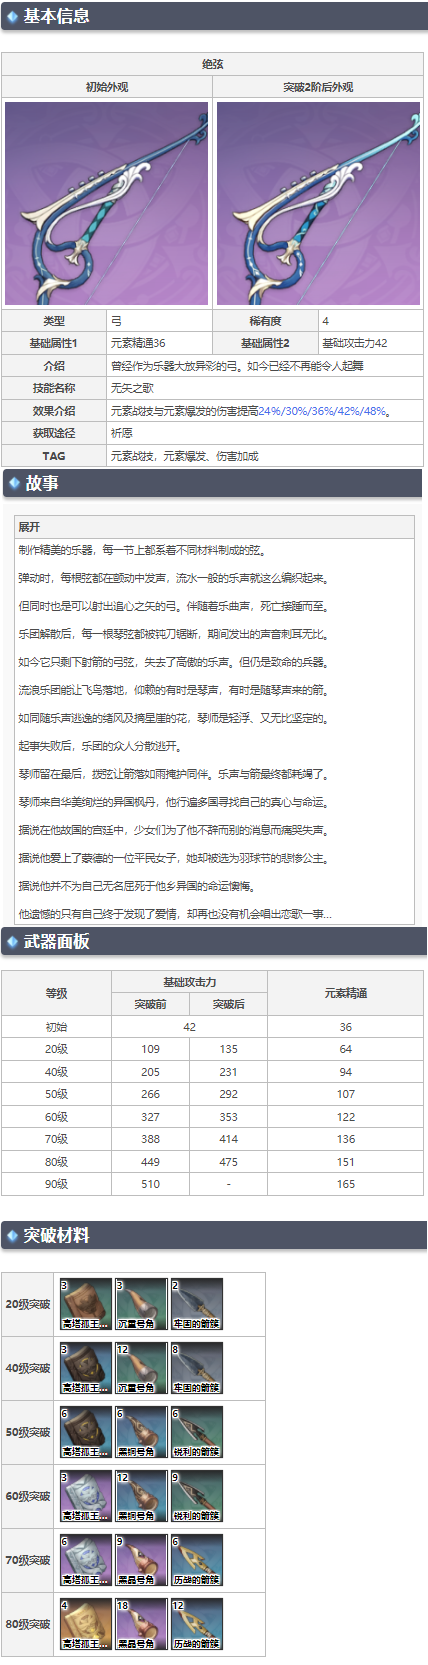 基本信息
绝弦
初始外观 突破2阶后外观
类型 弓 稀有度 4
基础属性1 元素精通36 基础属性2 基础攻击力42
介绍 曾经作为乐器大放异彩的弓。如今已经不再能令人起舞
技能名称 无矢之歌
效果介绍 元素战技与元素爆发的伤害提高24%/30%/36%/42%/48%。
获取途径 祈愿
TAG 元素战技，元素爆发、伤害加成
故事
展开
制作精美的乐器，每一节上都系着不同材料制成的弦。
弹动时，每根弦都在颤动中发声，流水一般的乐声就这么编织起来。
但同时也是可以射出追心之矢的弓。伴随着乐曲声，死亡接踵而至。
乐团解散后，每一根琴弦都被钝刀锯断，期间发出的声音刺耳无比。
如今它只剩下射箭的弓弦，失去了高傲的乐声。但仍是致命的兵器。
流浪乐团能让飞鸟落地，仰赖的有时是琴声，有时是随琴声来的箭。
如同随乐声逃逸的绪风及摘星崖的花，琴师是轻浮、又无比坚定的。
起事失败后，乐团的众人分散逃开。
琴师留在最后，拨弦让箭落如雨掩护同伴。乐声与箭最终都耗竭了。
琴师来自华美绚烂的异国枫丹，他行遍多国寻找自己的真心与命运。
据说在他故国的宫廷中，少女们为了他不辞而别的消息而痛哭失声。
据说他爱上了蒙德的一位平民女子，她却被选为羽球节的悲惨公主。
据说他并不为自己无名屈死于他乡异国的命运懊悔。
他遗憾的只有自己终于发现了爱情，却再也没有机会唱出恋歌一事...
武器面板
等级 基础攻击力 元素精通
突破前 突破后
初始 42 36
20级 109 135 64
40级 205 231 94
50级 266 292 107
60级 327 353 122
70级 388 414 136
80级 449 475 151
90级 510 - 165
突破材料
20级突破 3 高塔孤王... 3 沉重号角 2 牢固的箭簇
40级突破 3 高塔孤王... 12 沉重号角 8 牢固的箭簇
50级突破 6 高塔孤王... 6 黑铜号角 6 锐利的箭簇
60级突破 3 高塔孤王... 12 黑铜号角 9 锐利的箭簇
70级突破 6 高塔孤王... 9 黑晶号角 6 历战的箭簇
80级突破 4 高塔孤王... 18 黑晶号角 12 历战的箭簇